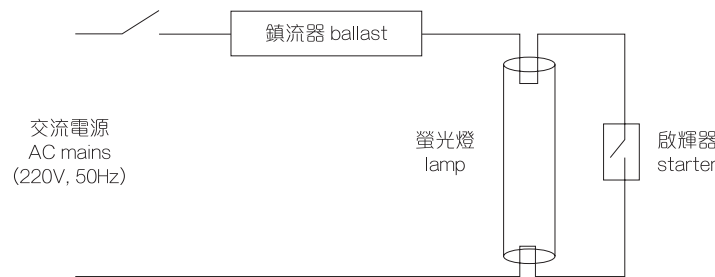 鎮流器 ballast
交流電源
AC mains
(220V, 50Hz)
螢光燈
lamp
啟輝器
starter